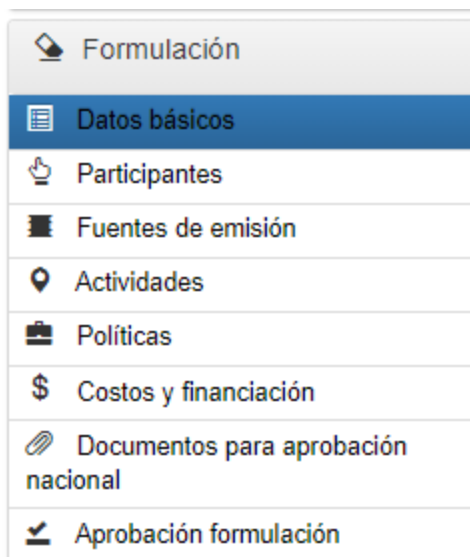 Formulación
Datos básicos
Participantes
Fuentes de emisión
Actividades
Políticas
$ Costos y financiación
Documentos para aprobación
nacional
Aprobación formulación